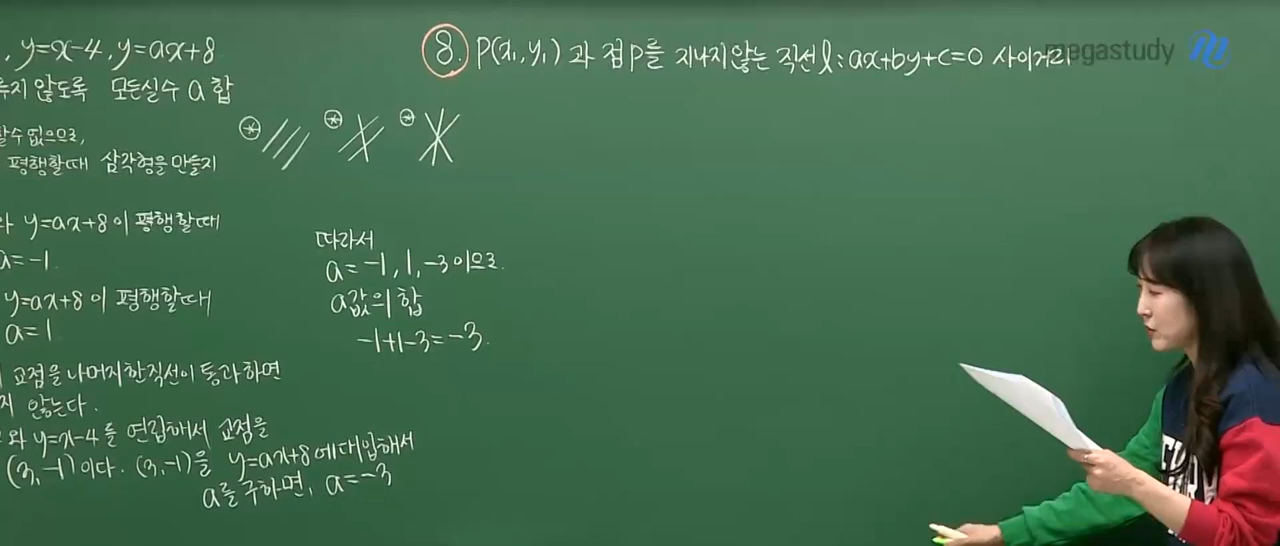 , y=x-4, y=ax+8
루지 않도록 모든실수 a 합
할수 없으므로,
평행할때 삼각형을 만들지
와 y=ax+8이 평행할때
a=-1.
y=ax+8이 평행할때
a=1
교점을 나머지한직선이 통과하면
지 않는다.
와 y=x-4를 연립해서 교점을
(3,-1)이다. (3,-1)을 y=ax+8에대입해서
a를 구하면, a=-3
따라서
a=-1, 1, -3이므로.
a값의 합
-1+1-3=-3.
8. P(x₁, y₁)과 점P를 지나지않는 직선l: ax+by+c=0 사이거리
megastudy